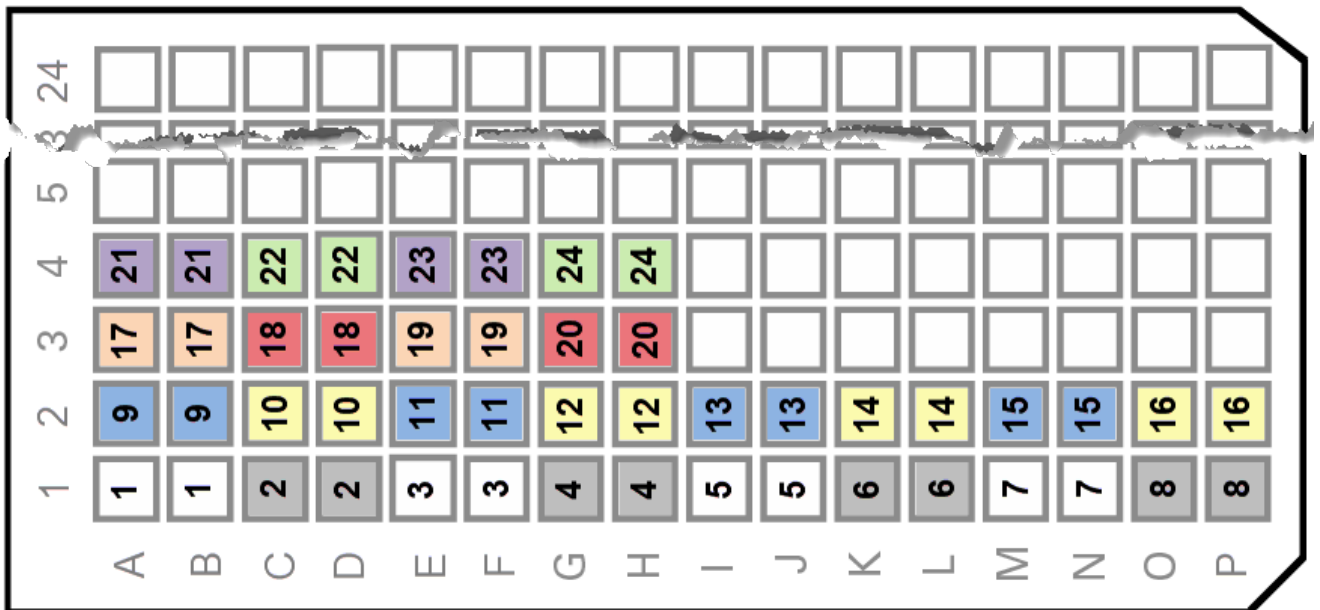 1 2 3 4 5 24
A 1 9 17 21
B 1 9 17 21
C 2 10 18 22
D 2 10 18 22
E 3 11 19 23
F 3 11 19 23
G 4 12 20 24
H 4 12 20 24
I 5 13
J 5 13
K 6 14
L 6 14
M 7 15
N 7 15
O 8 16
P 8 16